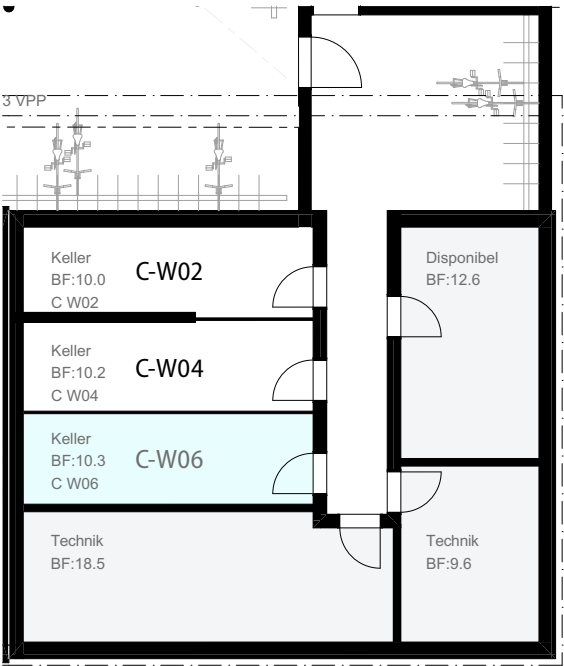 3 VPP
Keller
BF:10.0
C W02
C-W02
Disponibel
BF:12.6
Keller
BF:10.2
C W04
C-W04
Keller
BF:10.3
C W06
C-W06
Technik
BF:18.5
Technik
BF:9.6